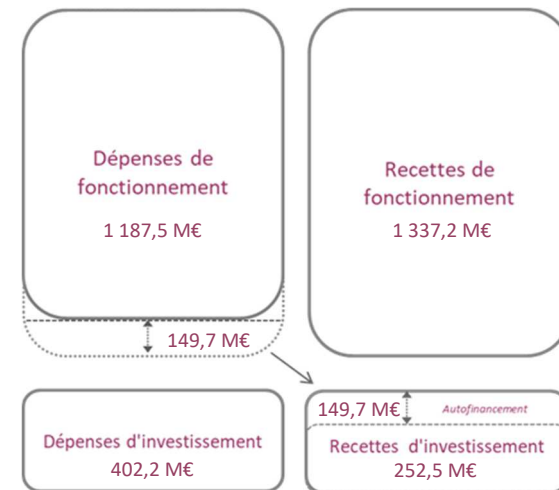 Dépenses de
fonctionnement
1 187,5 M€
Recettes de
fonctionnement
1 337,2 M€
149,7 M€
149,7 M€
Autofinancement
Dépenses d'investissement
402,2 M€
Recettes d'investissement
252,5 M€